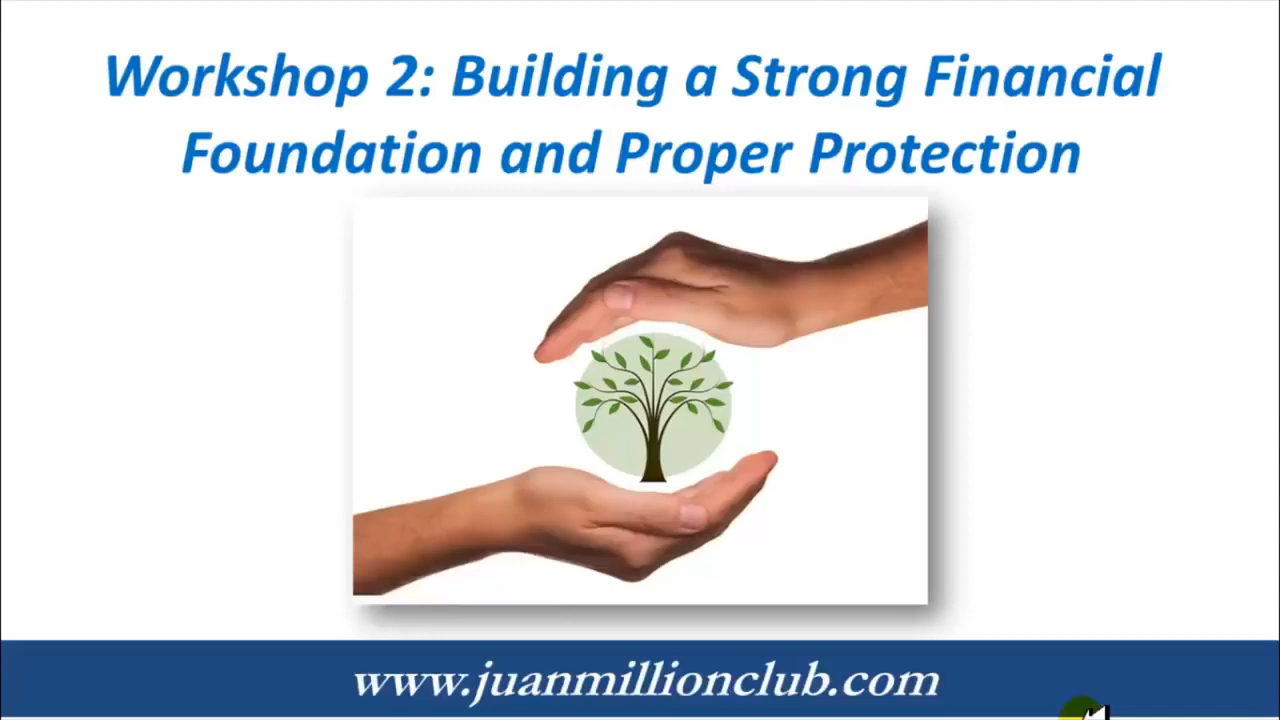 Workshop 2: Building a Strong Financial
Foundation and Proper Protection
www.juanmillionclub.com